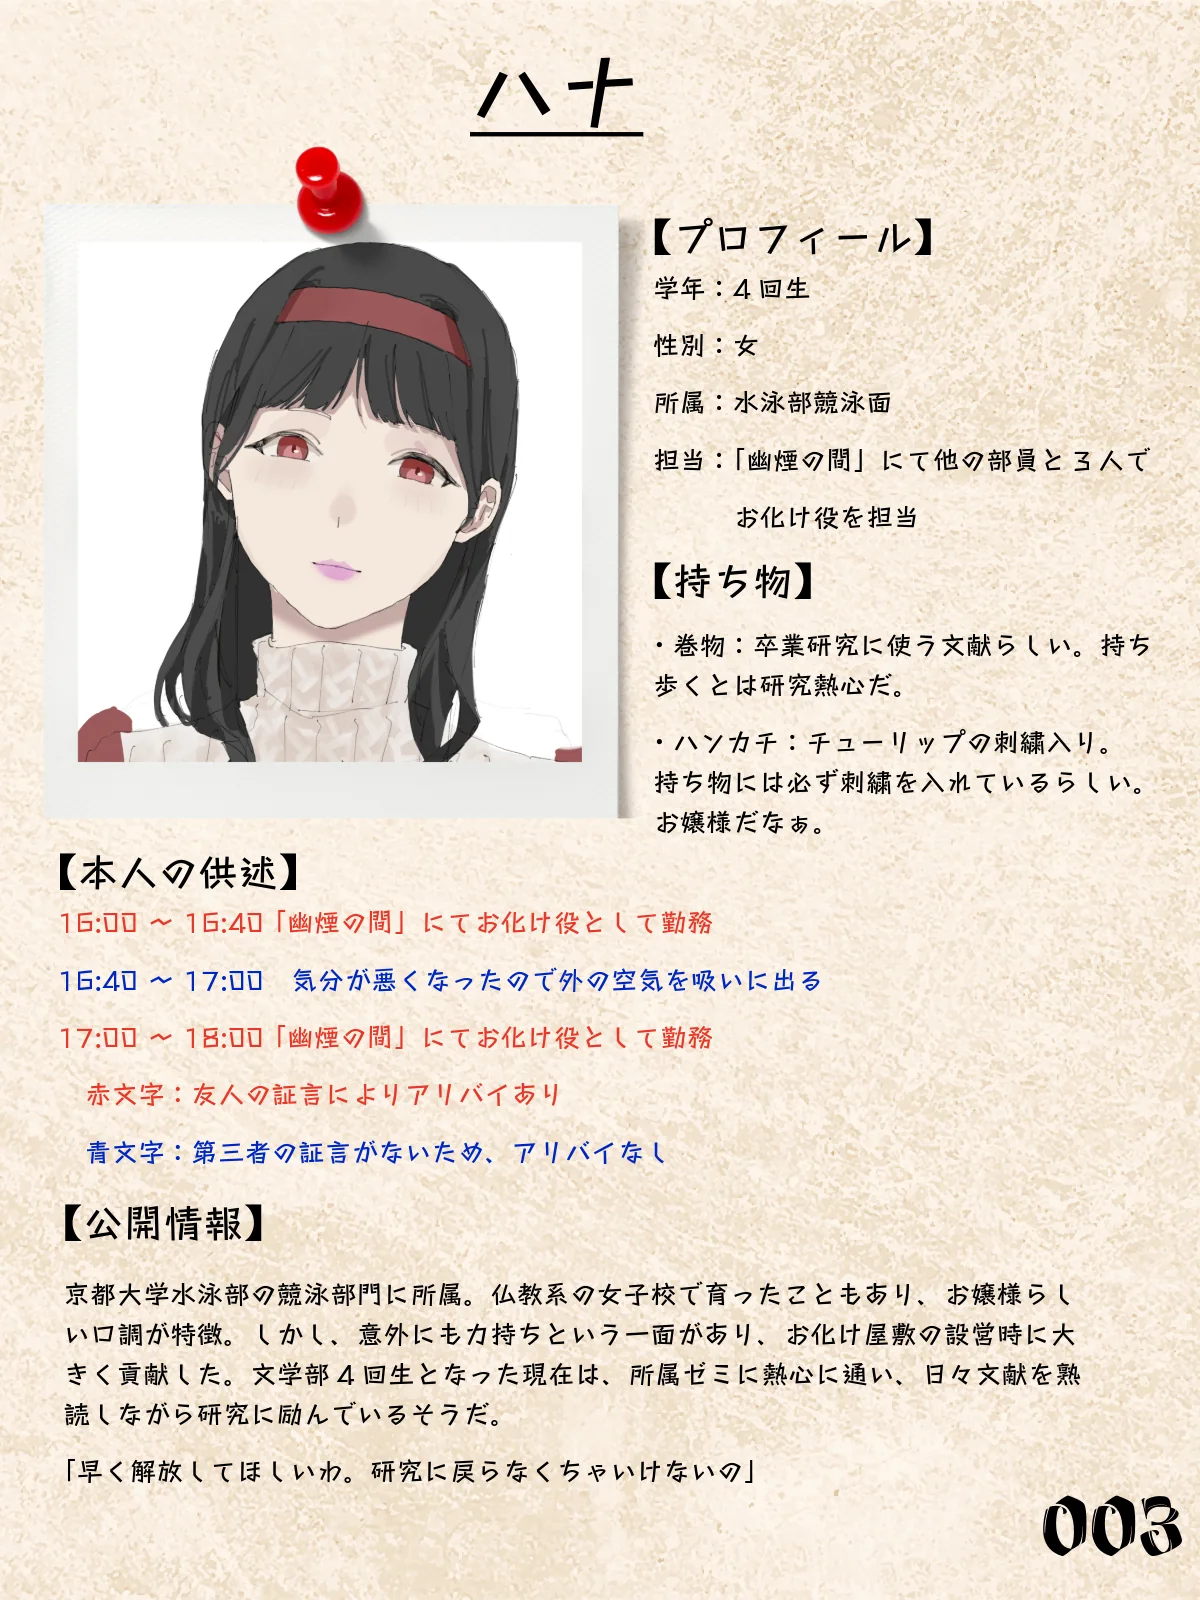 ハナ
【プロフィール】
学年：4回生
性別：女
所属：水泳部競泳面
担当：「幽煙の間」にて他の部員と3人で
お化け役を担当
【持ち物】
・巻物：卒業研究に使う文献らしい。持ち
歩くとは研究熱心だ。
・ハンカチ：チューリップの刺繍入り。
持ち物には必ず刺繍を入れているらしい。
お嬢様だなぁ。
【本人の供述】
16:00 〜 16:40「幽煙の間」にてお化け役として勤務
16:40 〜 17:00　気分が悪くなったので外の空気を吸いに出る
17:00 〜 18:00「幽煙の間」にてお化け役として勤務
赤文字：友人の証言によりアリバイあり
青文字：第三者の証言がないため、アリバイなし
【公開情報】
京都大学水泳部の競泳部門に所属。仏教系の女子校で育ったこともあり、お嬢様らし
い口調が特徴。しかし、意外にも力持ちという一面があり、お化け屋敷の設営時に大
きく貢献した。文学部4回生となった現在は、所属ゼミに熱心に通い、日々文献を熟
読しながら研究に励んでいるそうだ。
「早く解放してほしいわ。研究に戻らなくちゃいけないの」
003